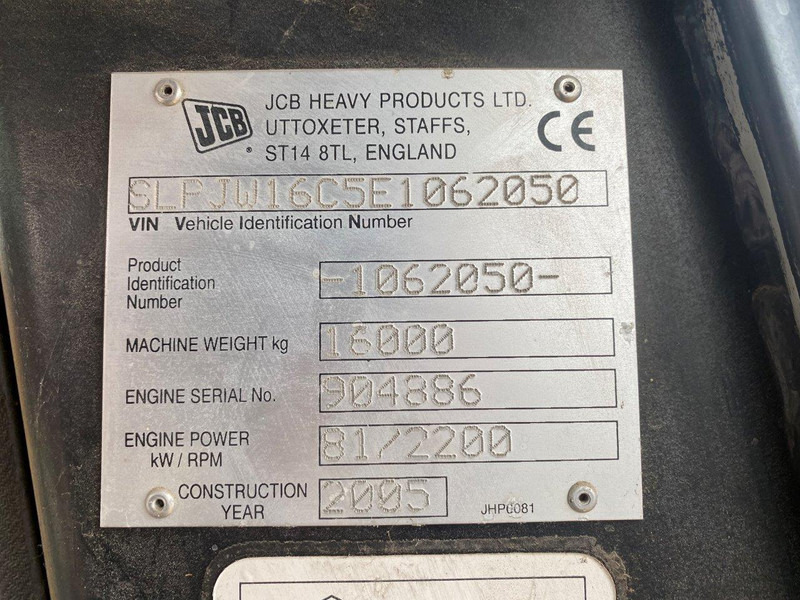 JCB
JCB HEAVY PRODUCTS LTD.
UTTOXETER, STAFFS,
ST14 8TL, ENGLAND
CE
SLPJW16C5E1062050
VIN Vehicle Identification Number
Product
Identification
Number
-1062050-
MACHINE WEIGHT kg
16000
ENGINE SERIAL No.
904886
ENGINE POWER
kW / RPM
81/2200
CONSTRUCTION
YEAR
2005
JHP0081